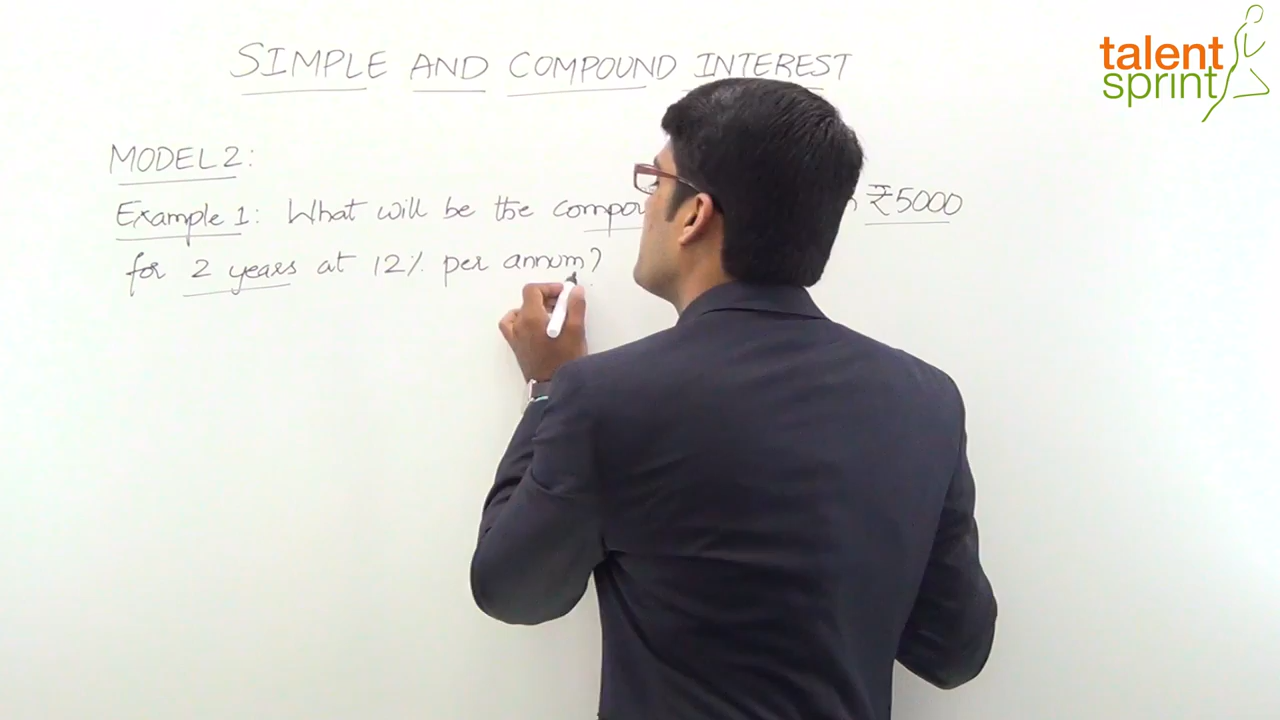 SIMPLE AND COMPOUND INTEREST
talent
sprint
MODEL 2:
Example 1: What will be the ₹5000
for 2 years at 12% per annum?